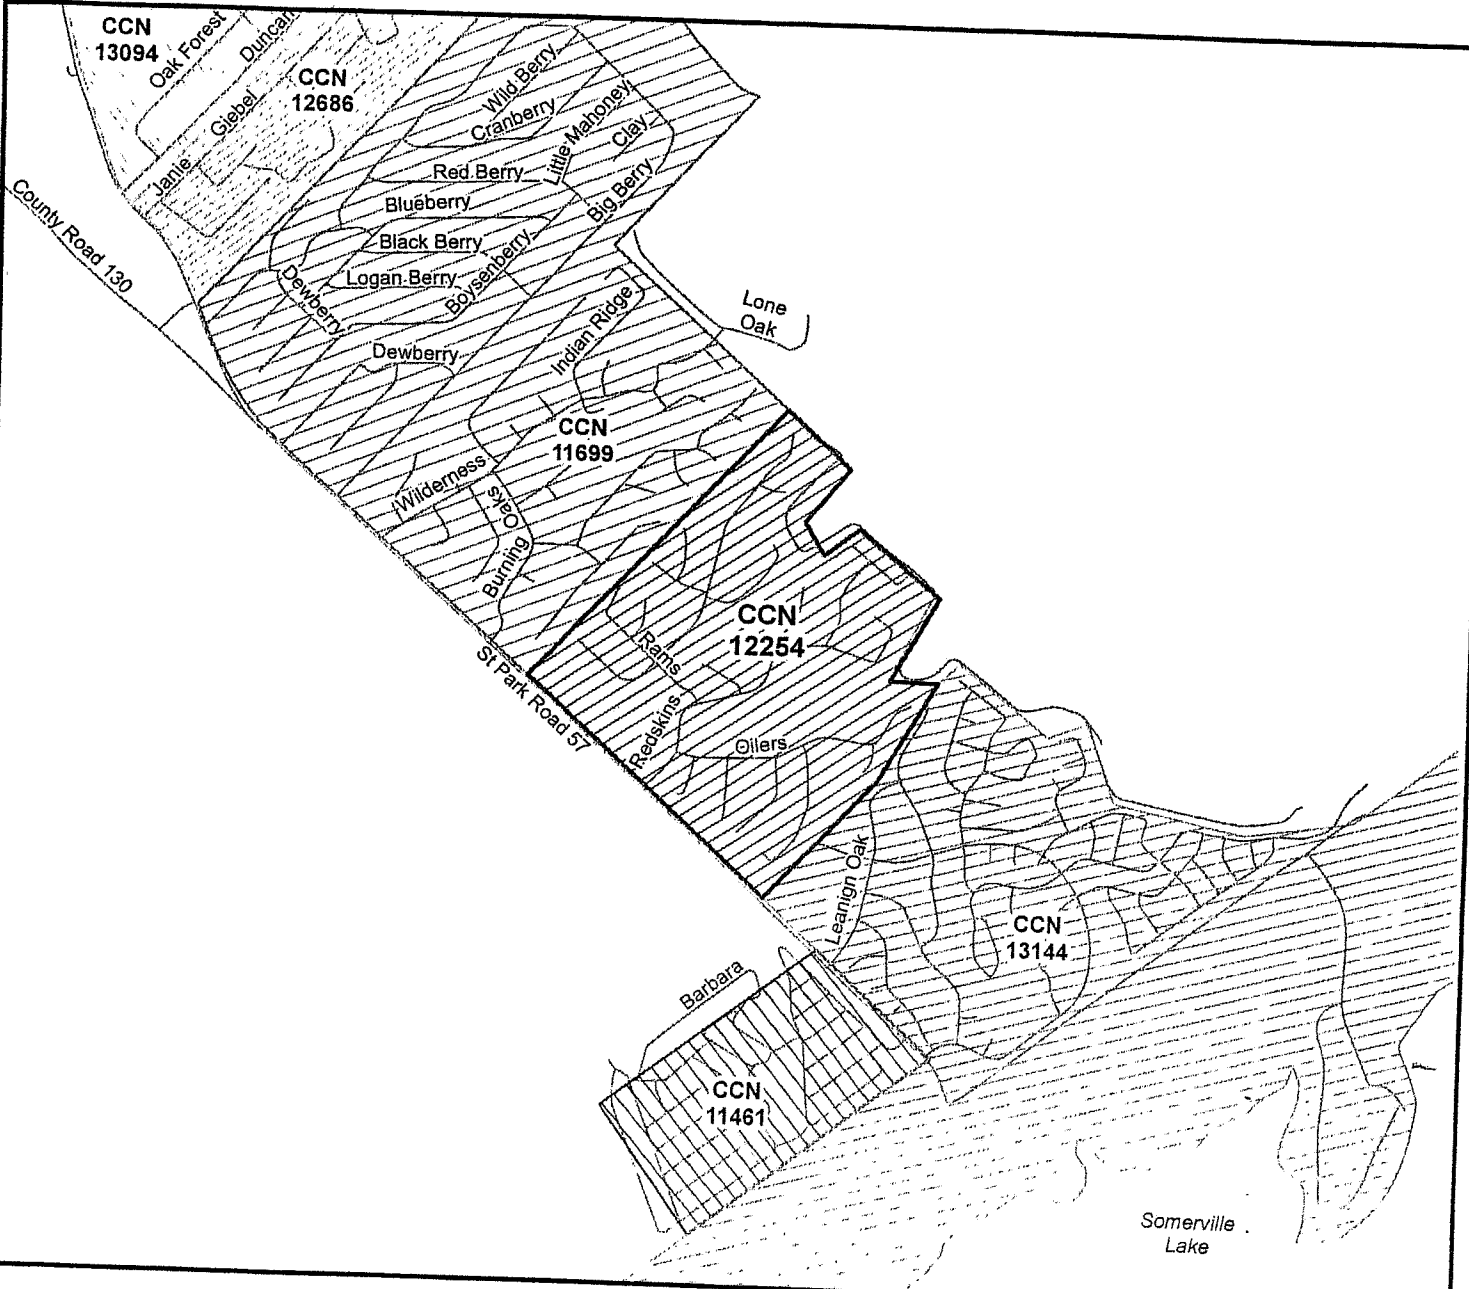 CCN
13094
Oak Forest
Duncan
CCN
12686
Giebel
Janie
County Road 130
Wild Berry
Cranberry
Little Mahoney
Clay
Red Berry
Big Berry
Blueberry
Black Berry
Logan Berry
Boysenberry
Dewberry
Dewberry
Indian Ridge
Lone
Oak
CCN
11699
Wilderness
Burning Oaks
St Park Road 57
CCN
12254
Rams
Redskins
Oilers
Leanign Oak
CCN
13144
Barbara
CCN
11461
Somerville
Lake